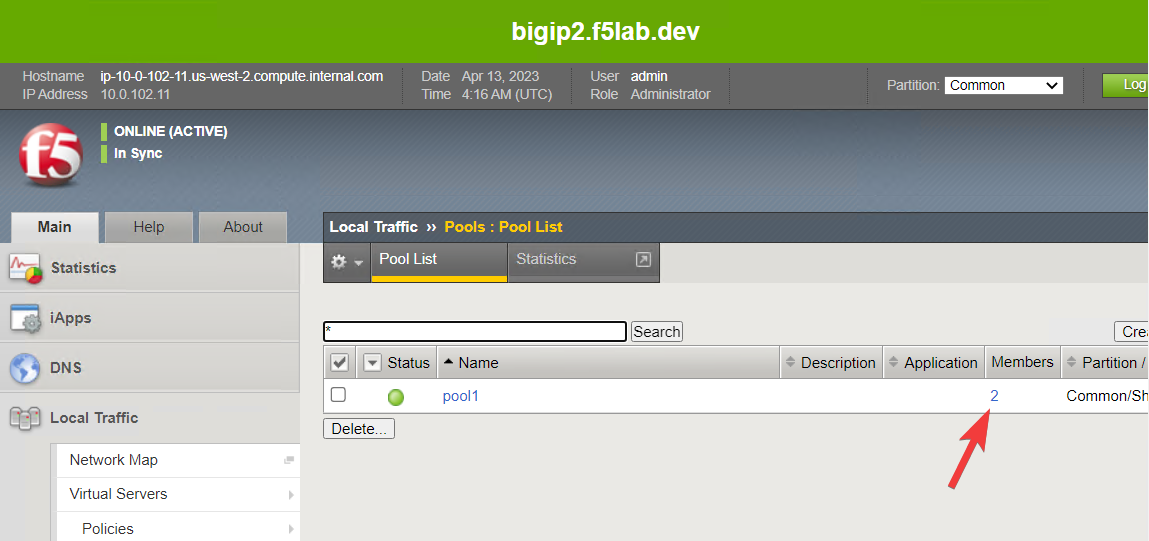 bigip2.f5lab.dev
Hostname ip-10-0-102-11.us-west-2.compute.internal.com Date Apr 13, 2023 User admin
IP Address 10.0.102.11 Time 4:16 AM (UTC) Role Administrator
Partition: Common Log
f5
ONLINE (ACTIVE)
In Sync
Main Help About
Local Traffic ›› Pools : Pool List
Pool List Statistics
Statistics
iApps
DNS
Local Traffic
Network Map
Virtual Servers
Policies
* Search Crea
Status Name Description Application Members Partition /
pool1 2 Common/Sh
Delete...